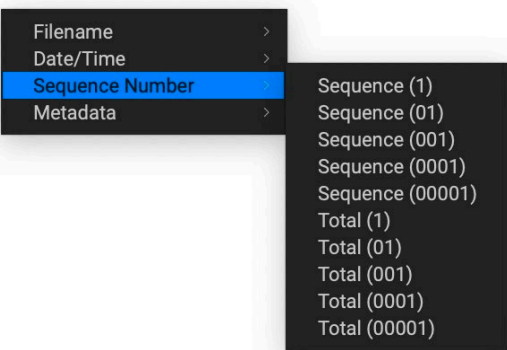 Filename
Date/Time
Sequence Number
Metadata
Sequence (1)
Sequence (01)
Sequence (001)
Sequence (0001)
Sequence (00001)
Total (1)
Total (01)
Total (001)
Total (0001)
Total (00001)